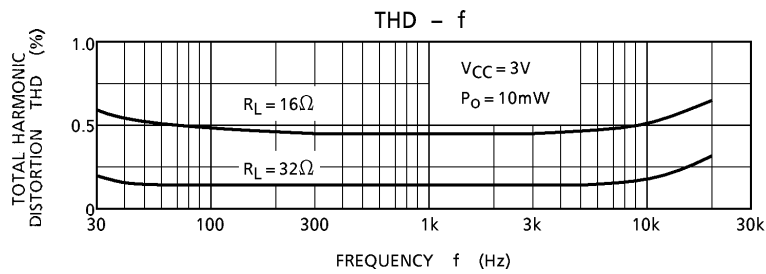 THD – f
TOTAL HARMONIC
DISTORTION THD (%)
1.0
0.5
0
VCC = 3V
Po = 10mW
RL = 16Ω
RL = 32Ω
30 100 300 1k 3k 10k 30k
FREQUENCY f (Hz)